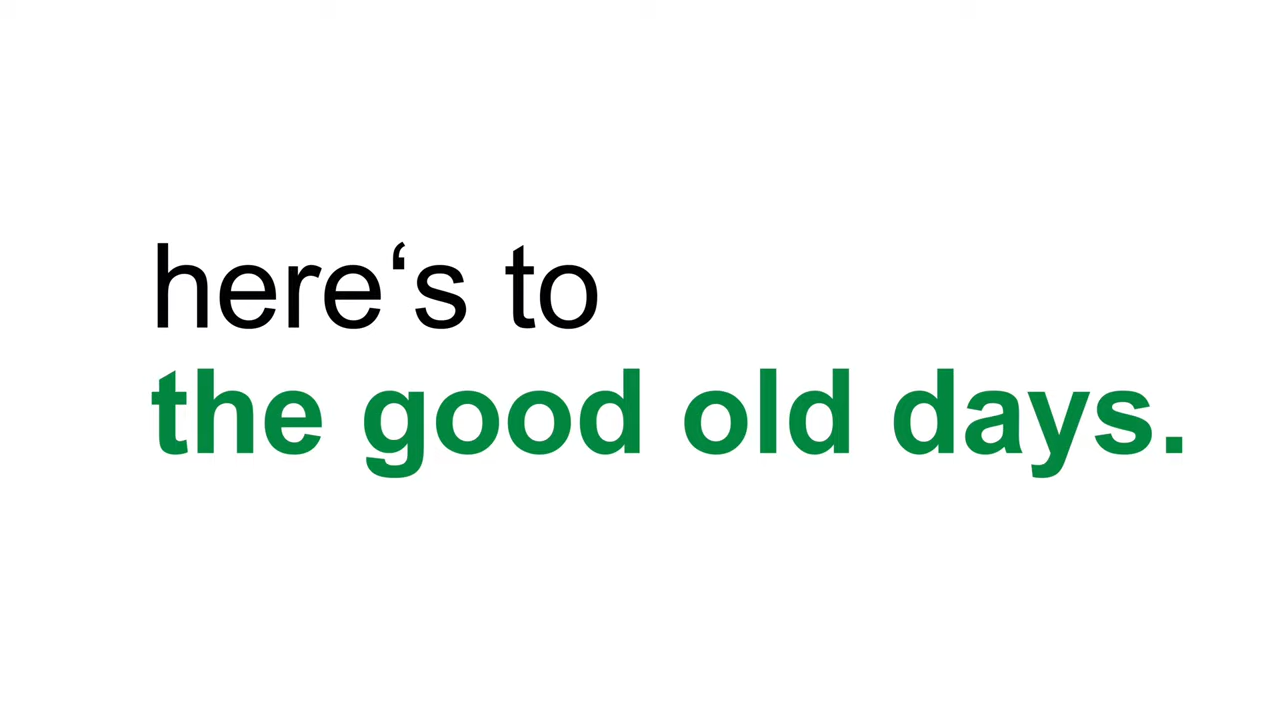 here‘s to
the good old days.